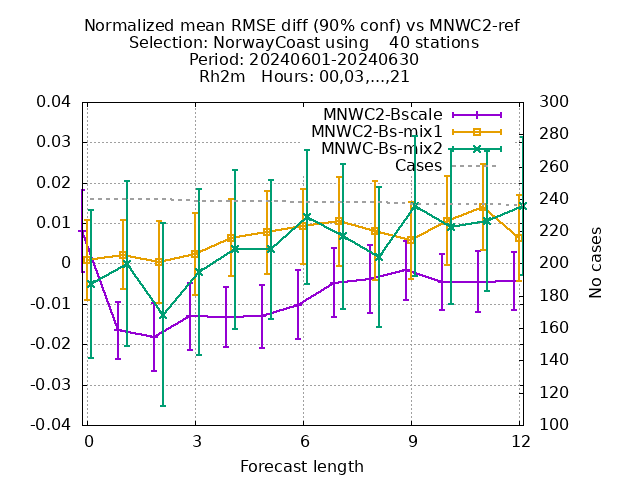 Normalized mean RMSE diff (90% conf) vs MNWC2-ref
Selection: NorwayCoast using 40 stations
Period: 20240601-20240630
Rh2m Hours: 00,03,...,21
MNWC2-Bscale
MNWC2-Bs-mix1
MNWC-Bs-mix2
Cases
0.04
0.03
0.02
0.01
0
-0.01
-0.02
-0.03
-0.04
300
280
260
240
220
200
180
160
140
120
100
No cases
0 3 6 9 12
Forecast length